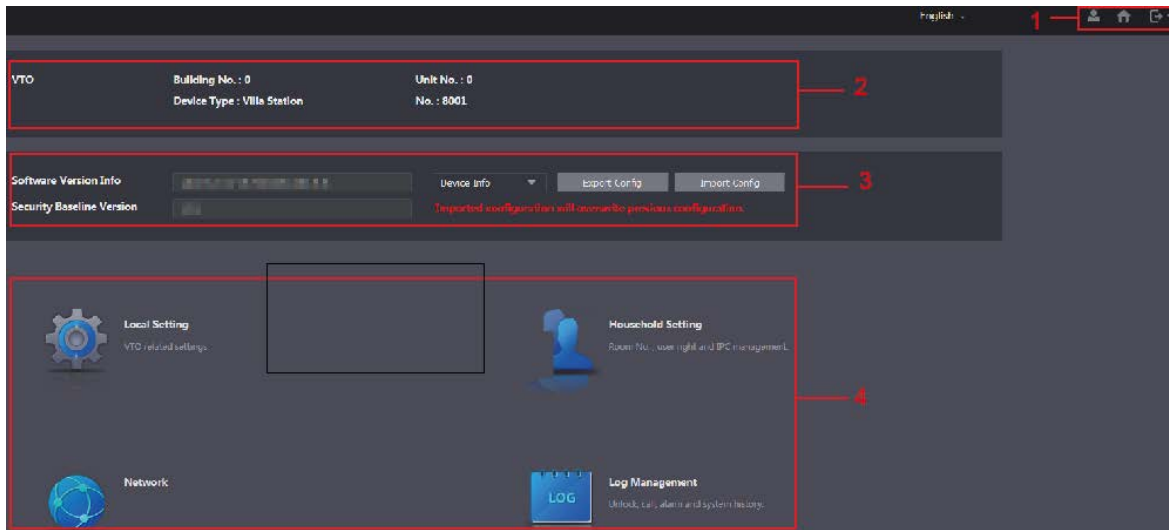 English
1
VTO Building No. : 0 Unit No. : 0
Device Type : Villa Station No. : 8001
2
Software Version Info Device Info Export Config Import Config
3
Security Baseline Version Imported configuration will overwrite previous configuration.
Local Setting
VTO related settings.
Household Setting
Room No., user right and IPC management.
4
Network
LOG
Log Management
Unlock, call, alarm and system history.